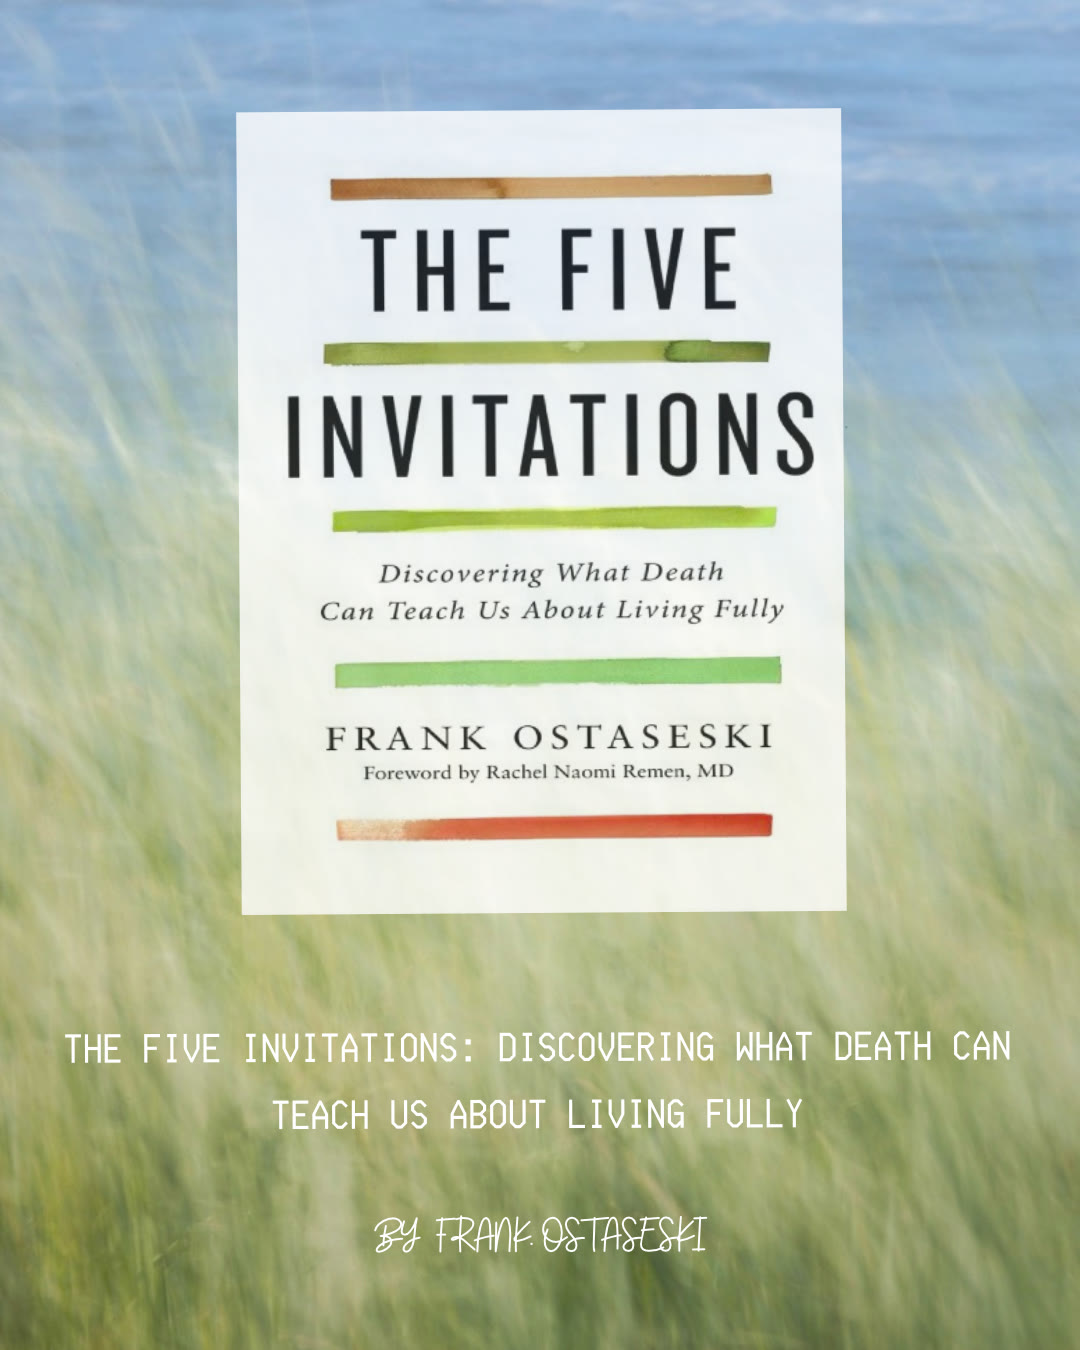 THE FIVE
INVITATIONS
Discovering What Death
Can Teach Us About Living Fully
FRANK OSTASESKI
Foreword by Rachel Naomi Remen, MD
THE FIVE INVITATIONS: DISCOVERING WHAT DEATH CAN
TEACH US ABOUT LIVING FULLY
BY FRANK OSTASESKI